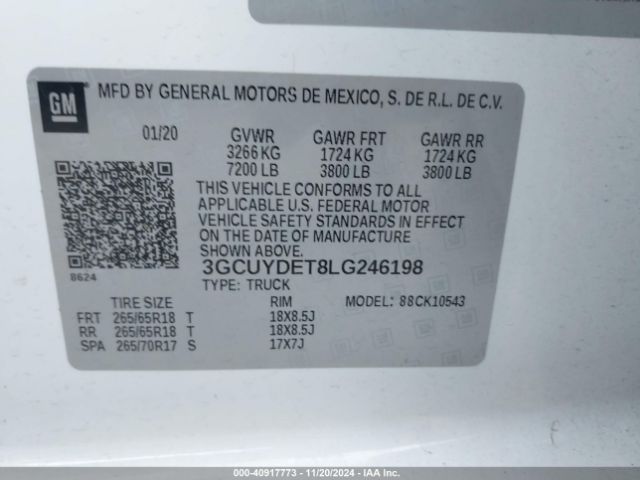 GM
MFD BY GENERAL MOTORS DE MEXICO, S. DE R.L. DE C.V.
01/20 GVWR GAWR FRT GAWR RR
3266 KG 1724 KG 1724 KG
7200 LB 3800 LB 3800 LB
THIS VEHICLE CONFORMS TO ALL
APPLICABLE U.S. FEDERAL MOTOR
VEHICLE SAFETY STANDARDS IN EFFECT
ON THE DATE OF MANUFACTURE
SHOWN ABOVE.
8624
3GCUYDET8LG246198
TYPE: TRUCK
TIRE SIZE RIM MODEL: 88CK10543
FRT 265/65R18 T 18X8.5J
RR 265/65R18 T 18X8.5J
SPA 265/70R17 S 17X7J
000-40917773 - 11/20/2024 - IAAI.COM